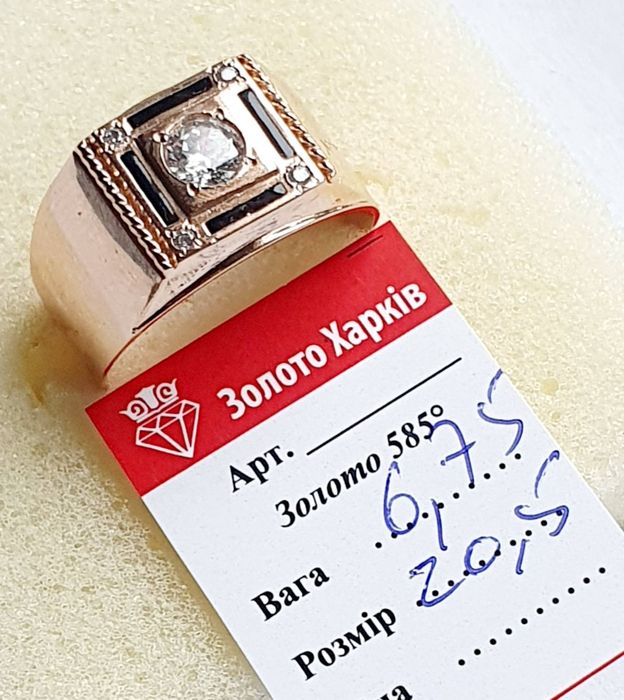 Золото Харків
Арт.
Золото 585°
Вага 6,75
Розмір 20,5